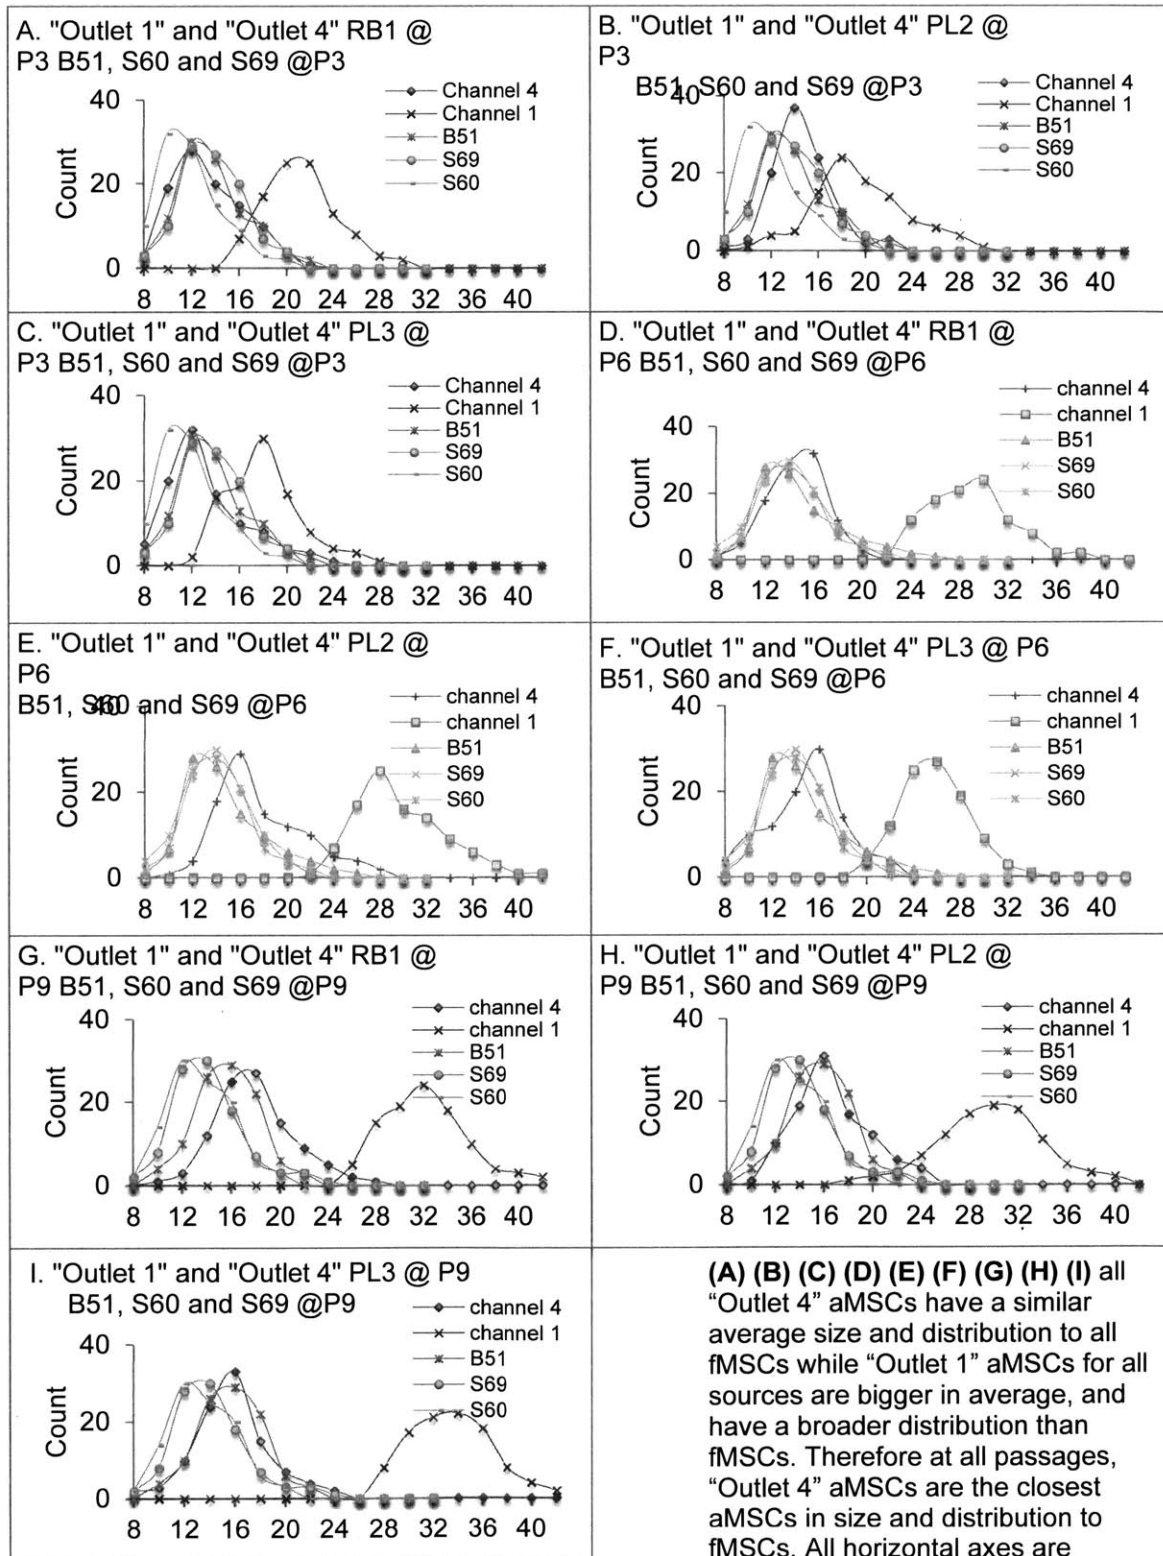 A. "Outlet 1" and "Outlet 4" RB1 @
P3 B51, S60 and S69 @P3
40
20
0
Count
8 12 16 20 24 28 32 36 40
Channel 4
Channel 1
B51
S69
S60
B. "Outlet 1" and "Outlet 4" PL2 @
P3
B51, S60 and S69 @P3
40
20
0
Count
8 12 16 20 24 28 32 36 40
Channel 4
Channel 1
B51
S69
S60
C. "Outlet 1" and "Outlet 4" PL3 @
P3 B51, S60 and S69 @P3
40
20
0
Count
8 12 16 20 24 28 32 36 40
Channel 4
Channel 1
B51
S69
S60
D. "Outlet 1" and "Outlet 4" RB1 @
P6 B51, S60 and S69 @P6
40
20
0
Count
8 12 16 20 24 28 32 36 40
channel 4
channel 1
B51
S69
S60
E. "Outlet 1" and "Outlet 4" PL2 @
P6
B51, S60 and S69 @P6
40
20
0
Count
8 12 16 20 24 28 32 36 40
channel 4
channel 1
B51
S69
S60
F. "Outlet 1" and "Outlet 4" PL3 @ P6
B51, S60 and S69 @P6
40
20
0
Count
8 12 16 20 24 28 32 36 40
channel 4
channel 1
B51
S69
S60
G. "Outlet 1" and "Outlet 4" RB1 @
P9 B51, S60 and S69 @P9
40
20
0
Count
8 12 16 20 24 28 32 36 40
channel 4
channel 1
B51
S69
S60
H. "Outlet 1" and "Outlet 4" PL2 @
P9 B51, S60 and S69 @P9
40
20
0
Count
8 12 16 20 24 28 32 36 40
channel 4
channel 1
B51
S69
S60
I. "Outlet 1" and "Outlet 4" PL3 @ P9
B51, S60 and S69 @P9
40
20
0
Count
8 12 16 20 24 28 32 36 40
channel 4
channel 1
B51
S69
S60
(A) (B) (C) (D) (E) (F) (G) (H) (I) all
“Outlet 4” aMSCs have a similar
average size and distribution to all
fMSCs while “Outlet 1” aMSCs for all
sources are bigger in average, and
have a broader distribution than
fMSCs. Therefore at all passages,
“Outlet 4” aMSCs are the closest
aMSCs in size and distribution to
fMSCs. All horizontal axes are